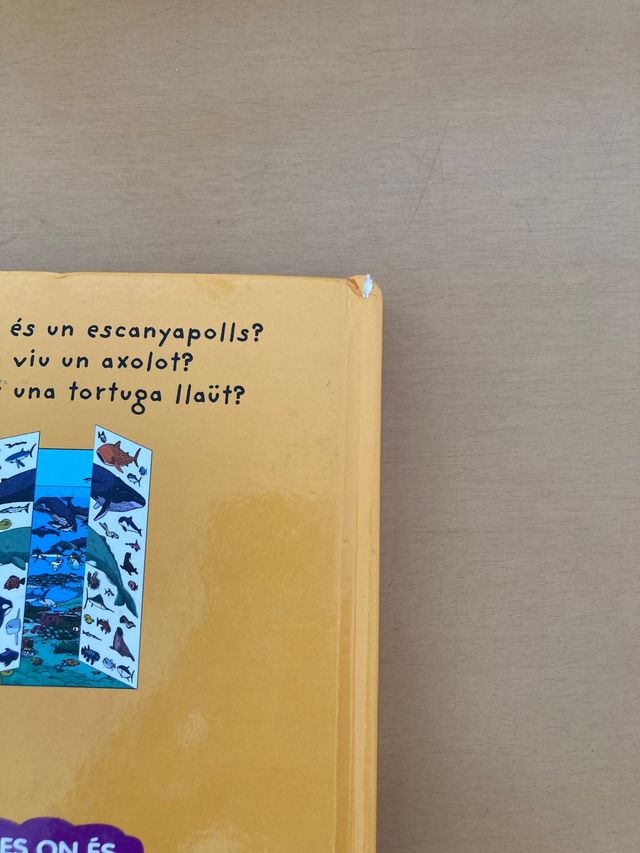 és un escanyapolls?
viu un axolot?
una tortuga llaüt?
ES ON ÉS